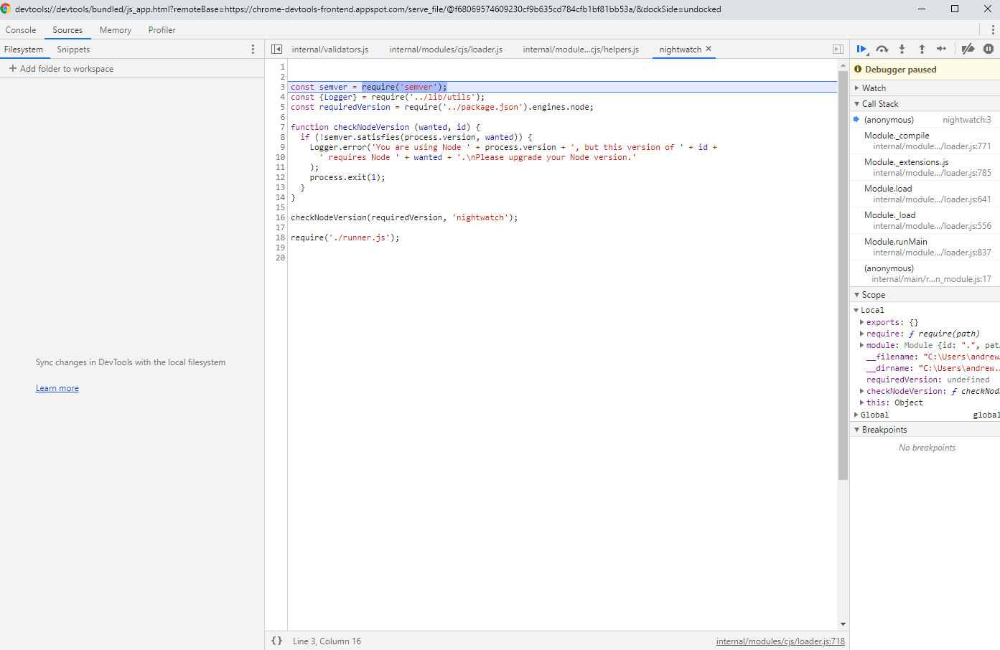 devtools://devtools/bundled/js_app.html?remoteBase=https://chrome-devtools-frontend.appspot.com/serve_file/@f68069574609230cf9b635cd784cfb1bf81bb53a/&dockSide=undocked
Console Sources Memory Profiler
Filesystem Snippets
+ Add folder to workspace
Sync changes in DevTools with the local filesystem
Learn more
internal/validators.js internal/modules/cjs/loader.js internal/module...cjs/helpers.js nightwatch ×
1
2
3 const semver = require('semver');
4 const {Logger} = require('../lib/utils');
5 const requiredVersion = require('../package.json').engines.node;
6
7 function checkNodeVersion (wanted, id) {
8 if (!semver.satisfies(process.version, wanted)) {
9 Logger.error('You are using Node ' + process.version + ', but this version of ' + id +
10 ' requires Node ' + wanted + '.\nPlease upgrade your Node version.'
11 );
12 process.exit(1);
13 }
14 }
15
16 checkNodeVersion(requiredVersion, 'nightwatch');
17
18 require('./runner.js');
19
20
{} Line 3, Column 16
internal/modules/cjs/loader.js:718
Debugger paused
Watch
Call Stack
(anonymous) nightwatch:3
Module._compile
internal/module.../loader.js:771
Module._extensions..js
internal/module.../loader.js:785
Module.load
internal/module.../loader.js:641
Module._load
internal/module.../loader.js:556
Module.runMain
internal/module.../loader.js:837
(anonymous)
internal/main/r...n_module.js:17
Scope
Local
exports: {}
require: ƒ require(path)
module: Module {id: ".", pat…
__filename: "C:\Users\andrew…
__dirname: "C:\Users\andrew...
requiredVersion: undefined
checkNodeVersion: ƒ checkNod…
this: Object
Global global
Breakpoints
No breakpoints